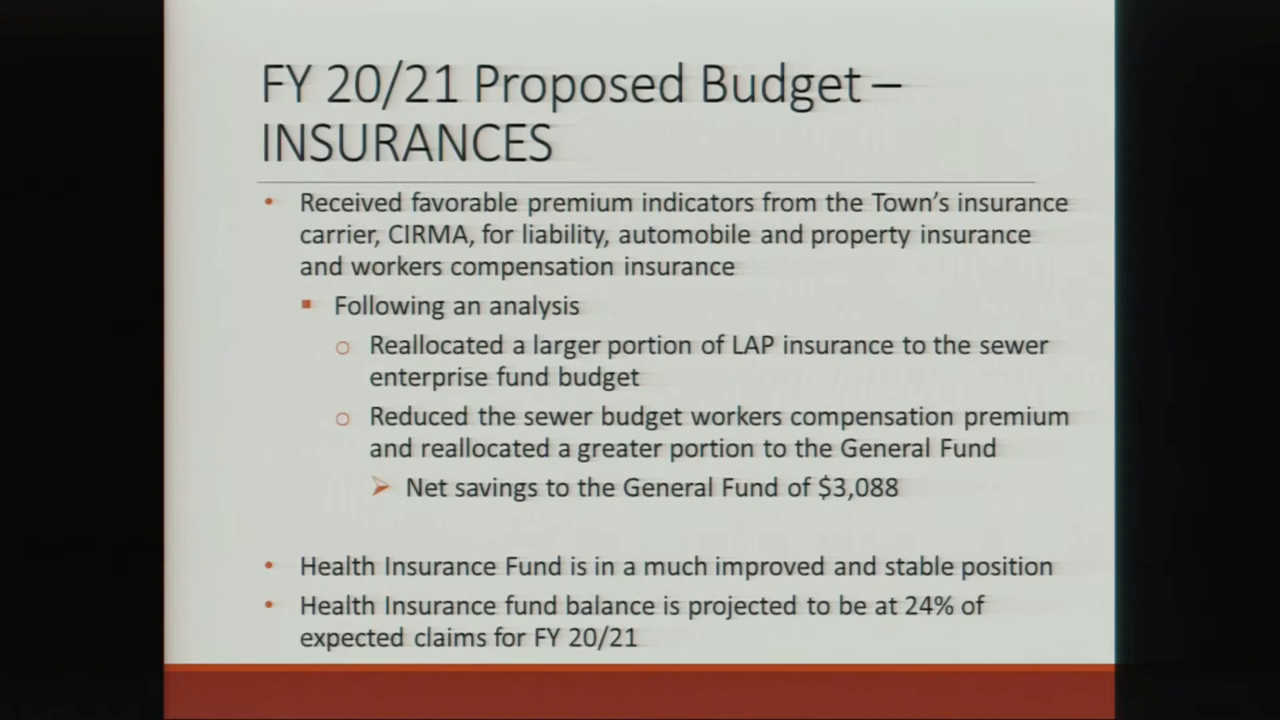 FY 20/21 Proposed Budget –
INSURANCES
• Received favorable premium indicators from the Town's insurance
carrier, CIRMA, for liability, automobile and property insurance
and workers compensation insurance
▪ Following an analysis
o Reallocated a larger portion of LAP insurance to the sewer
enterprise fund budget
o Reduced the sewer budget workers compensation premium
and reallocated a greater portion to the General Fund
➢ Net savings to the General Fund of $3,088
• Health Insurance Fund is in a much improved and stable position
• Health Insurance fund balance is projected to be at 24% of
expected claims for FY 20/21